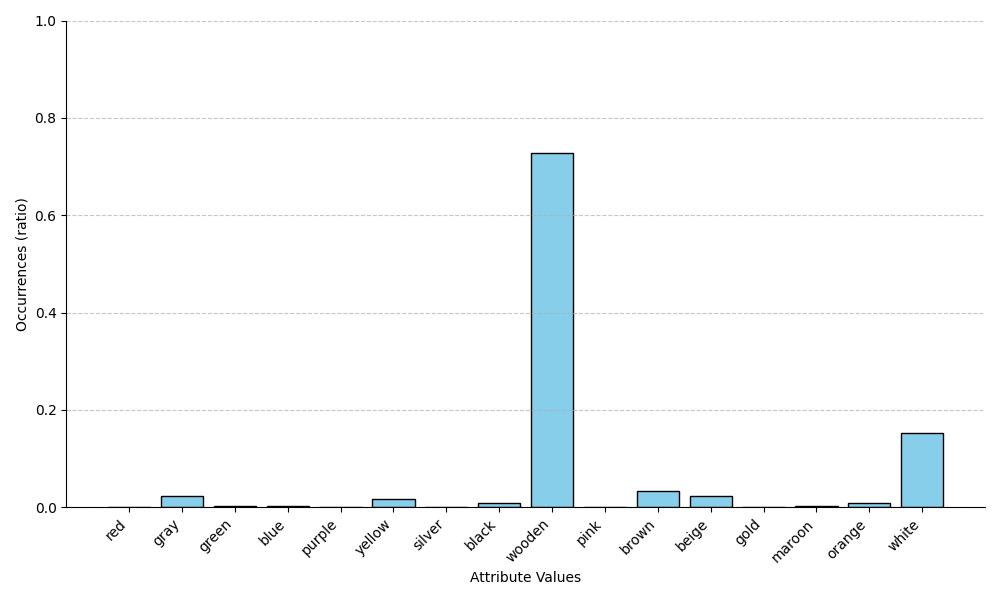 1.0
0.8
0.6
0.4
0.2
0.0
Occurrences (ratio)
red
gray
green
blue
purple
yellow
silver
black
wooden
pink
brown
beige
gold
maroon
orange
white
Attribute Values